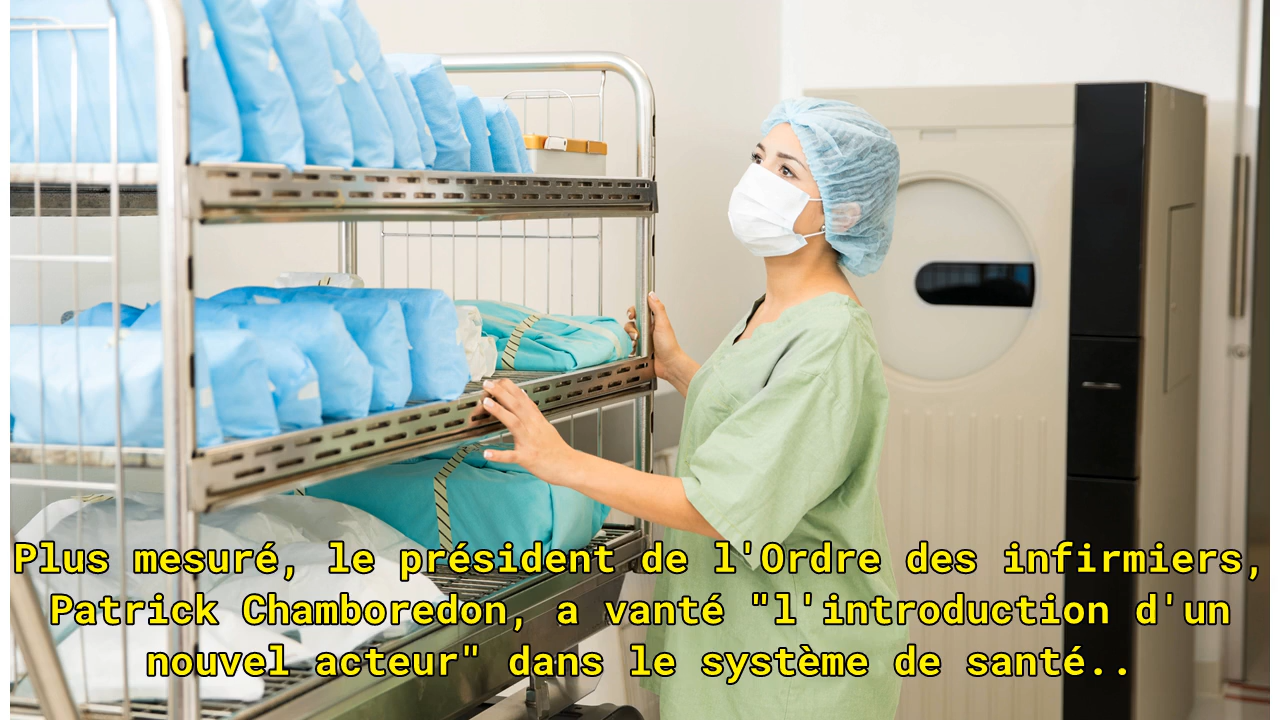 Plus mesuré, le président de l'Ordre des infirmiers,
Patrick Chamboredon, a vanté "l'introduction d'un
nouvel acteur" dans le système de santé..